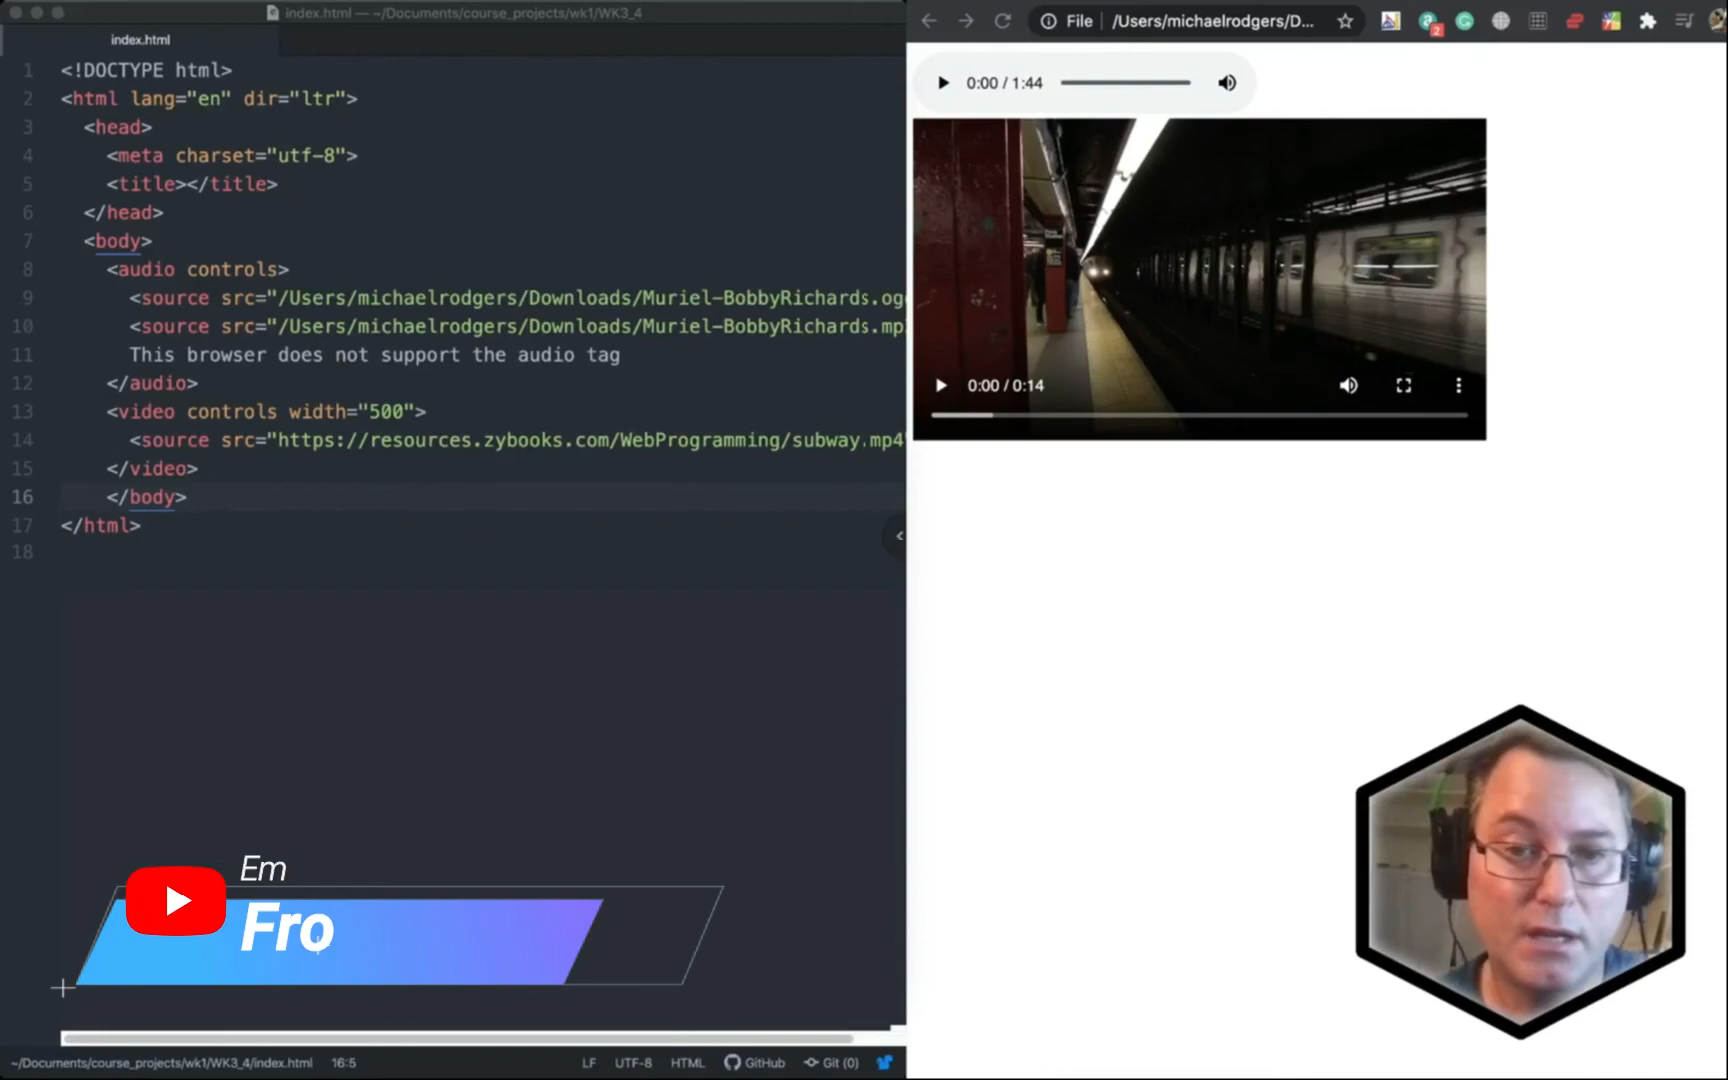 index.html — ~/Documents/course_projects/wk1/WK3_4
index.html
1 <!DOCTYPE html>
2 <html lang="en" dir="ltr">
3 <head>
4 <meta charset="utf-8">
5 <title></title>
6 </head>
7 <body>
8 <audio controls>
9 <source src="/Users/michaelrodgers/Downloads/Muriel-BobbyRichards.og
10 <source src="/Users/michaelrodgers/Downloads/Muriel-BobbyRichards.mp
11 This browser does not support the audio tag
12 </audio>
13 <video controls width="500">
14 <source src="https://resources.zybooks.com/WebProgramming/subway.mp4"
15 </video>
16 </body>
17 </html>
18
Em
Fro
~/Documents/course_projects/wk1/WK3_4/index.html 16:5 LF UTF-8 HTML GitHub Git (0)
File /Users/michaelrodgers/D...
2
0:00 / 1:44
0:00 / 0:14